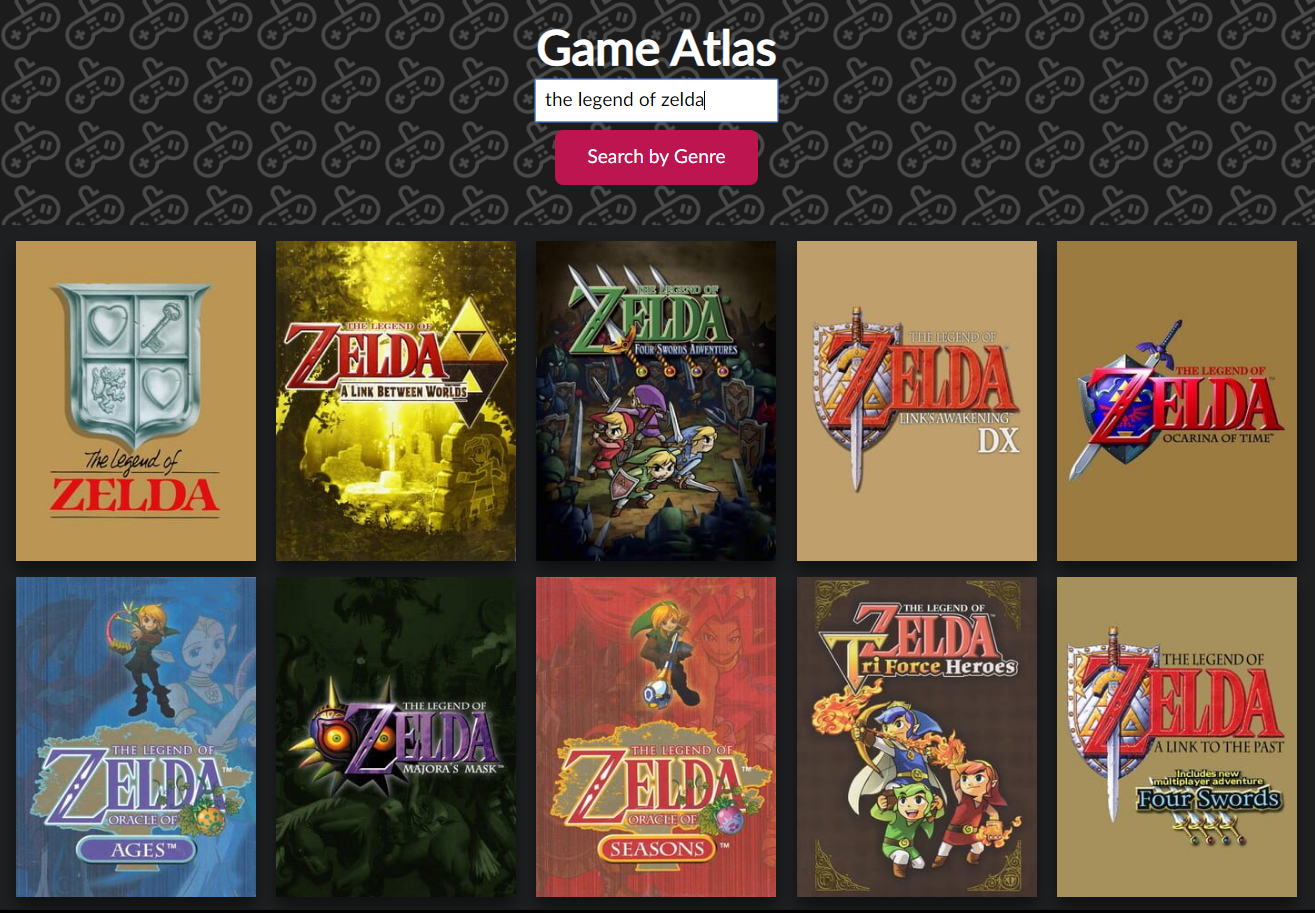 Game Atlas
the legend of zelda
Search by Genre
The Legend of
ZELDA
THE LEGEND OF
ZELDA
A LINK BETWEEN WORLDS
THE LEGEND OF
ZELDA
FOUR SWORDS ADVENTURES
THE LEGEND OF
ZELDA
LINK'S AWAKENING
DX
THE LEGEND OF
ZELDA
OCARINA OF TIME™
THE LEGEND OF
ZELDA™
ORACLE OF
AGES™
THE LEGEND OF
ZELDA
MAJORA'S MASK™
THE LEGEND OF
ZELDA™
ORACLE OF
SEASONS™
THE LEGEND OF
ZELDA
Tri Force Heroes
THE LEGEND OF
ZELDA
A LINK TO THE PAST
Includes new
multiplayer adventure
Four Swords